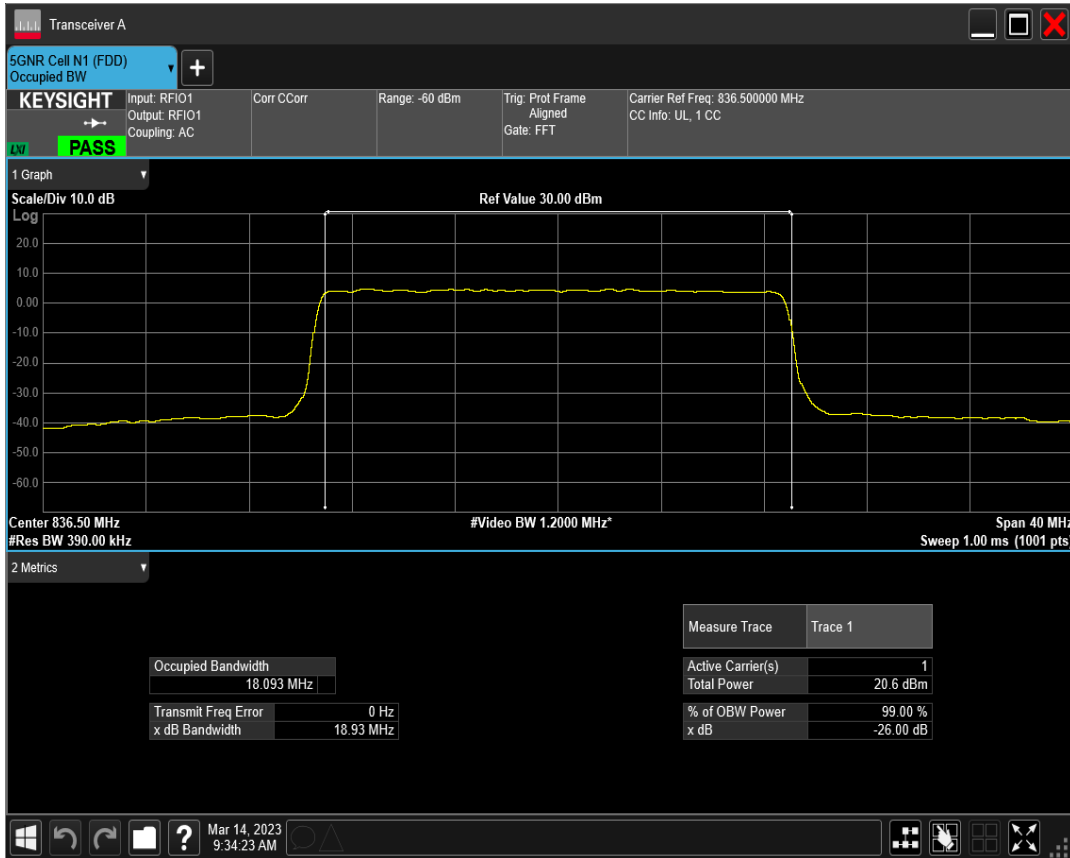 Transceiver A
5GNR Cell N1 (FDD)
Occupied BW
+
KEYSIGHT
LXI
PASS
Input: RFIO1
Output: RFIO1
Coupling: AC
Corr CCorr
Range: -60 dBm
Trig: Prot Frame
Aligned
Gate: FFT
Carrier Ref Freq: 836.500000 MHz
CC Info: UL, 1 CC
1 Graph
Scale/Div 10.0 dB
Ref Value 30.00 dBm
Log
20.0
10.0
0.00
-10.0
-20.0
-30.0
-40.0
-50.0
-60.0
Center 836.50 MHz
#Video BW 1.2000 MHz*
Span 40 MHz
#Res BW 390.00 kHz
Sweep 1.00 ms (1001 pts)
2 Metrics
Measure Trace Trace 1
Occupied Bandwidth
18.093 MHz
Active Carrier(s) 1
Total Power 20.6 dBm
Transmit Freq Error 0 Hz
x dB Bandwidth 18.93 MHz
% of OBW Power 99.00 %
x dB -26.00 dB
?
Mar 14, 2023
9:34:23 AM